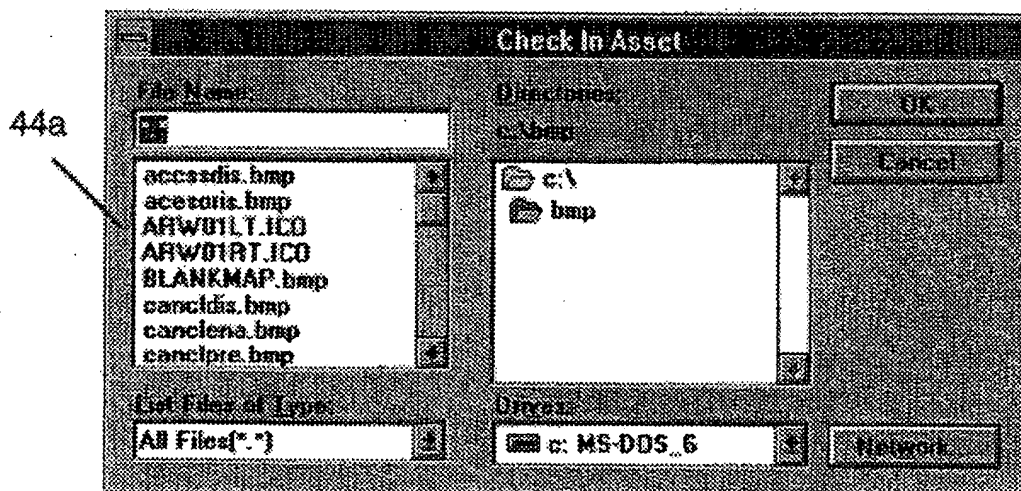 Check In Asset
44a
File Name:
Directories:
OK
c:\bmp
Cancel
accssdis.bmp
acesoris.bmp
ARW01LT.ICO
ARW01RT.ICO
BLANKMAP.bmp
cancldis.bmp
canclena.bmp
canclpre.bmp
c:\
bmp
List Files of Type:
Drives:
All Files(*.*)
c: MS-DOS_6
Network...